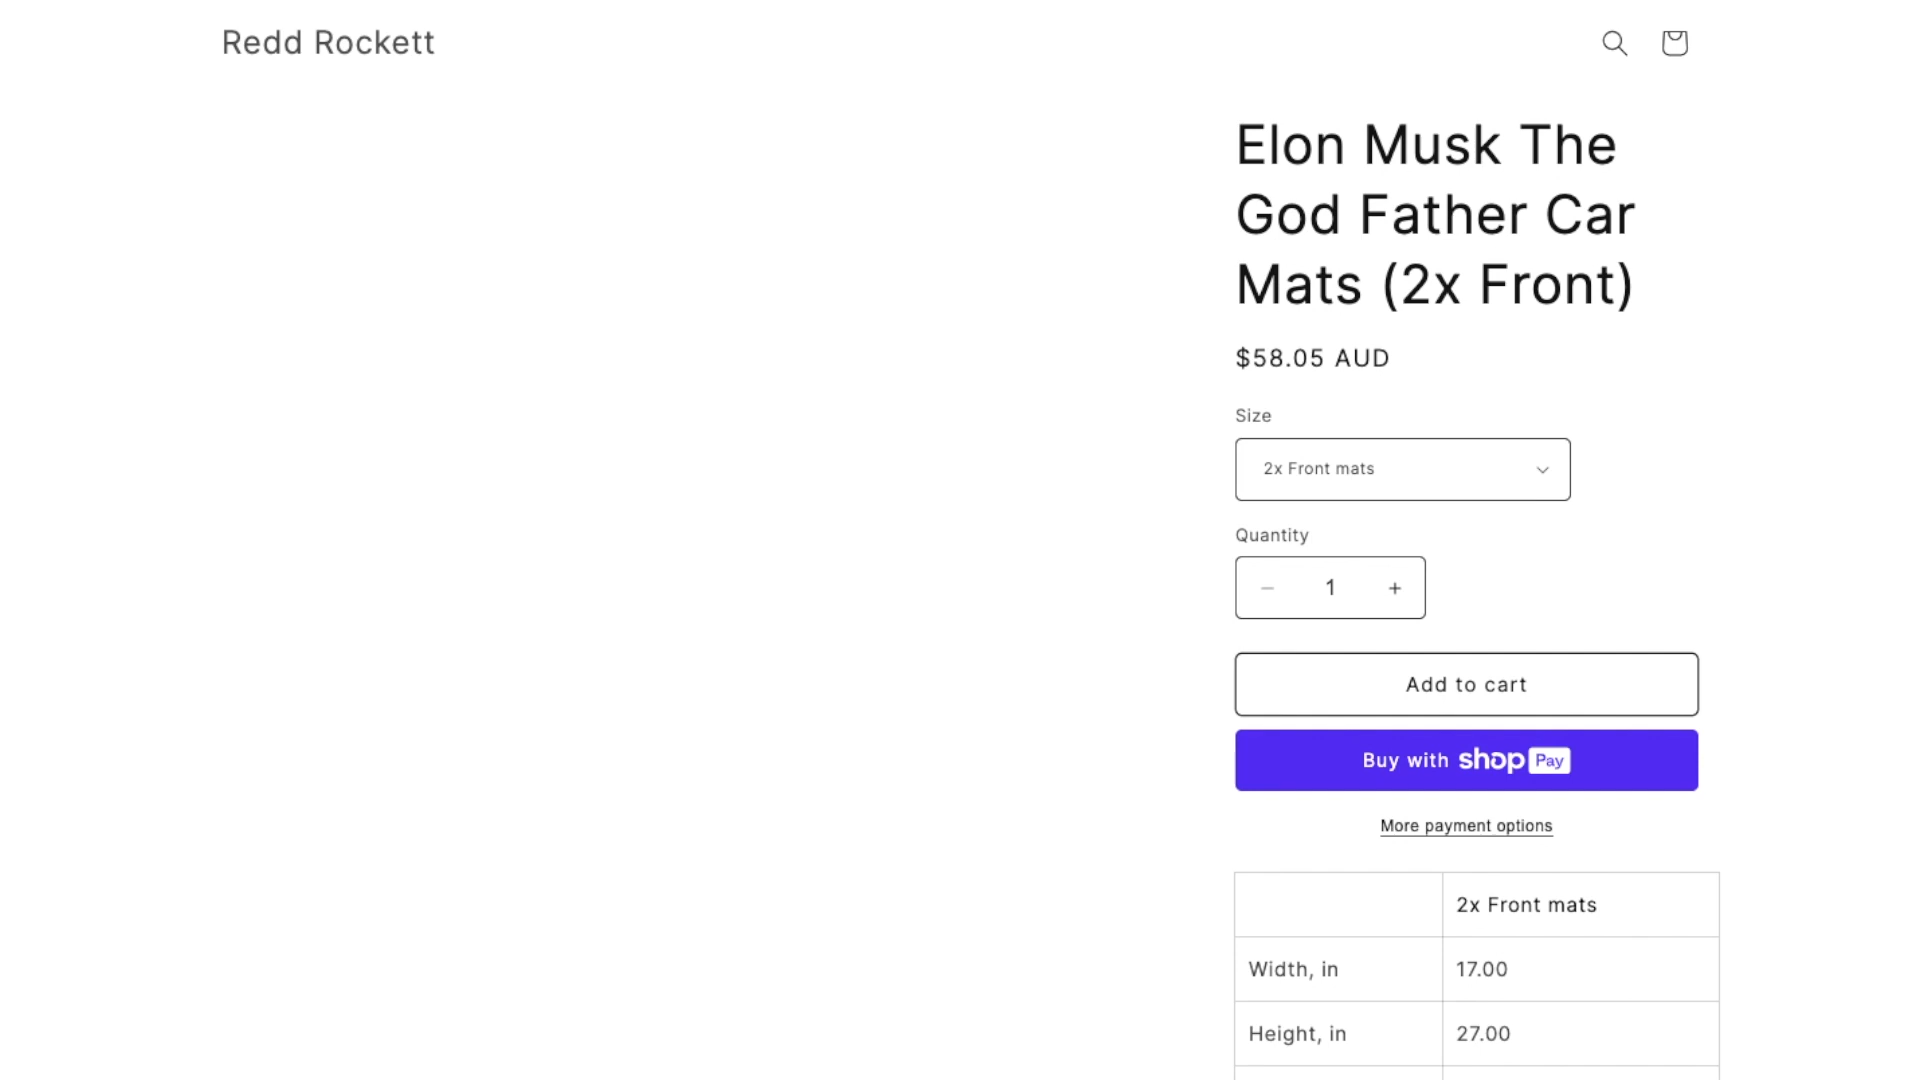 Redd Rockett
Elon Musk The
God Father Car
Mats (2x Front)
$58.05 AUD
Size
2x Front mats
Quantity
1
Add to cart
Buy with shop Pay
More payment options
2x Front mats
Width, in 17.00
Height, in 27.00